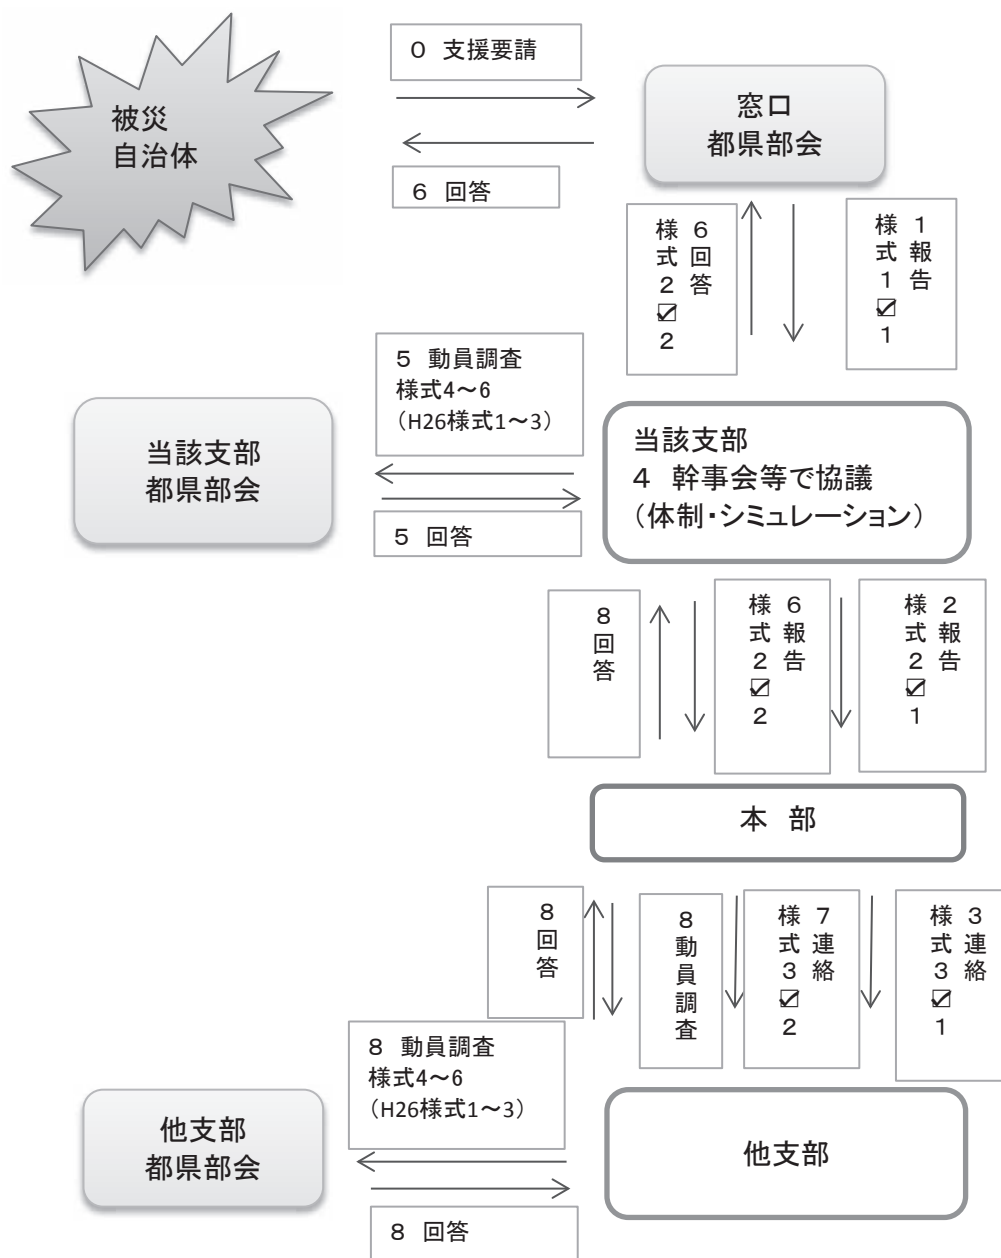 0 支援要請
被災
自治体
窓口
都県部会
6 回答
6回答
様式2☑2
1報告
様式1☑1
5 動員調査
様式4～6
（H26様式1～3）
当該支部
都県部会
当該支部
4 幹事会等で協議
（体制・シミュレーション）
5 回答
8回答
6報告
様式2☑2
2報告
様式2☑1
本 部
8回答
8動員調査
7連絡
様式3☑2
3連絡
様式3☑1
8 動員調査
様式4～6
（H26様式1～3）
他支部
都県部会
他支部
8 回答